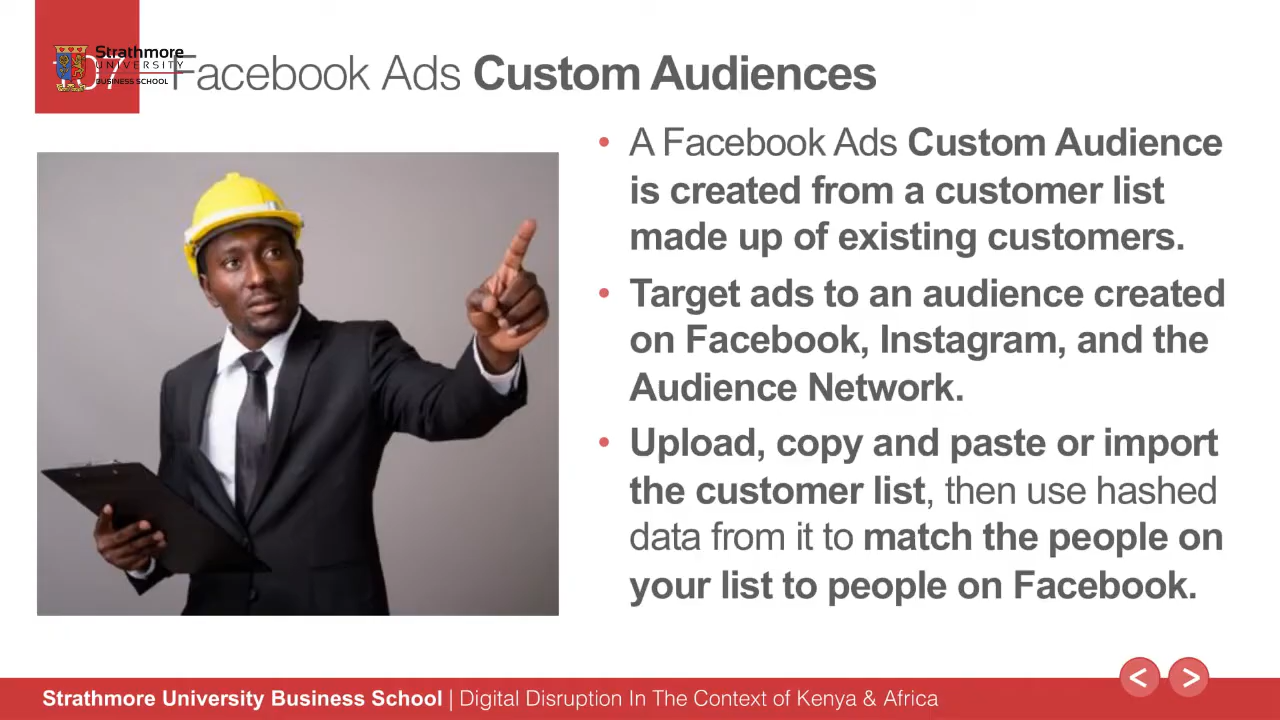 107
Strathmore
UNIVERSITY
BUSINESS SCHOOL
Facebook Ads Custom Audiences
• A Facebook Ads Custom Audience
is created from a customer list
made up of existing customers.
• Target ads to an audience created
on Facebook, Instagram, and the
Audience Network.
• Upload, copy and paste or import
the customer list, then use hashed
data from it to match the people on
your list to people on Facebook.
Strathmore University Business School | Digital Disruption In The Context of Kenya & Africa